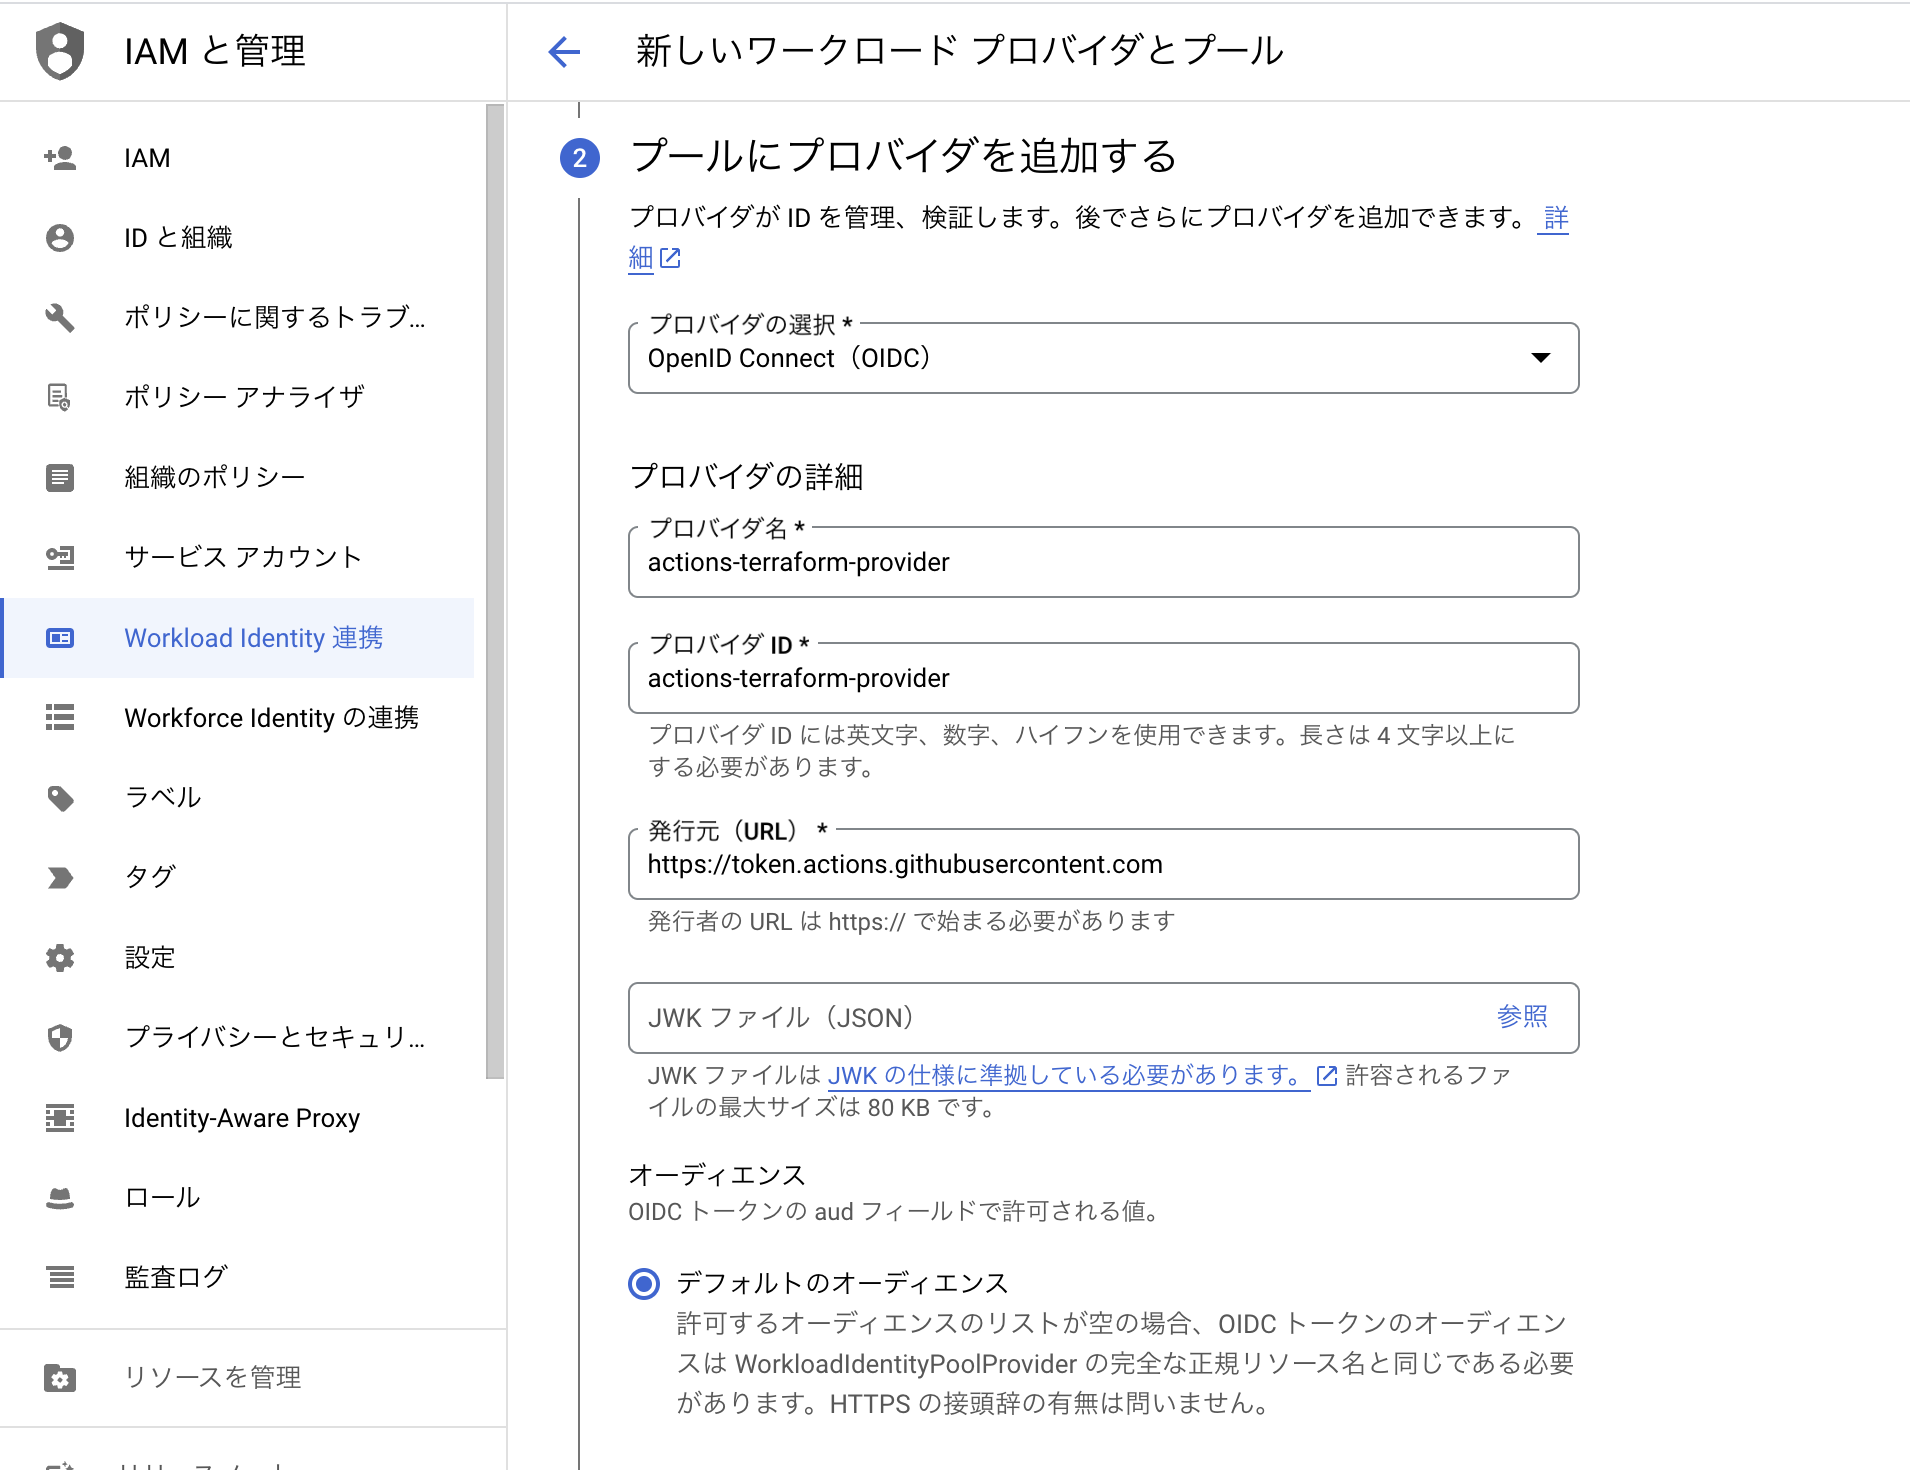 IAM と管理
新しいワークロード プロバイダとプール
IAM
ID と組織
ポリシーに関するトラブ...
ポリシー アナライザ
組織のポリシー
サービス アカウント
Workload Identity 連携
Workforce Identity の連携
ラベル
タグ
設定
プライバシーとセキュリ...
Identity-Aware Proxy
ロール
監査ログ
リソースを管理
2
プールにプロバイダを追加する
プロバイダが ID を管理、検証します。後でさらにプロバイダを追加できます。 詳
細
プロバイダの選択 *
OpenID Connect（OIDC）
プロバイダの詳細
プロバイダ名 *
actions-terraform-provider
プロバイダ ID *
actions-terraform-provider
プロバイダ ID には英文字、数字、ハイフンを使用できます。長さは 4 文字以上に
する必要があります。
発行元（URL） *
https://token.actions.githubusercontent.com
発行者の URL は https:// で始まる必要があります
JWK ファイル（JSON）
参照
JWK ファイルは JWK の仕様に準拠している必要があります。 許容されるファ
イルの最大サイズは 80 KB です。
オーディエンス
OIDC トークンの aud フィールドで許可される値。
デフォルトのオーディエンス
許可するオーディエンスのリストが空の場合、OIDC トークンのオーディエン
スは WorkloadIdentityPoolProvider の完全な正規リソース名と同じである必要
があります。HTTPS の接頭辞の有無は問いません。